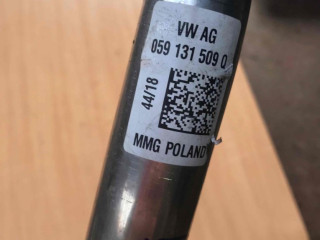 VW AG
059 131 509 Q
44/18
MMG POLAND